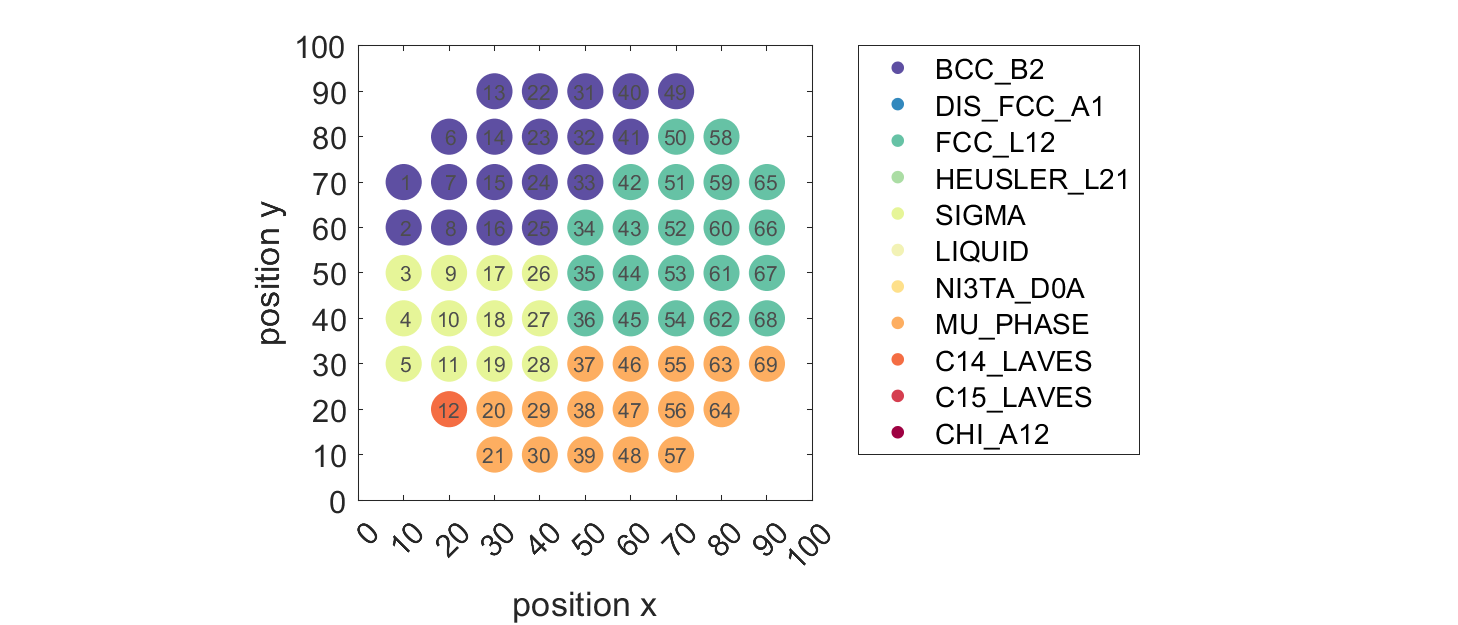 100
90
80
70
60
50
40
30
20
10
0
position y
13 22 31 40 49
6 14 23 32 41 50 58
1 7 15 24 33 42 51 59 65
2 8 16 25 34 43 52 60 66
3 9 17 26 35 44 53 61 67
4 10 18 27 36 45 54 62 68
5 11 19 28 37 46 55 63 69
12 20 29 38 47 56 64
21 30 39 48 57
0 10 20 30 40 50 60 70 80 90 100
position x
BCC_B2
DIS_FCC_A1
FCC_L12
HEUSLER_L21
SIGMA
LIQUID
NI3TA_D0A
MU_PHASE
C14_LAVES
C15_LAVES
CHI_A12